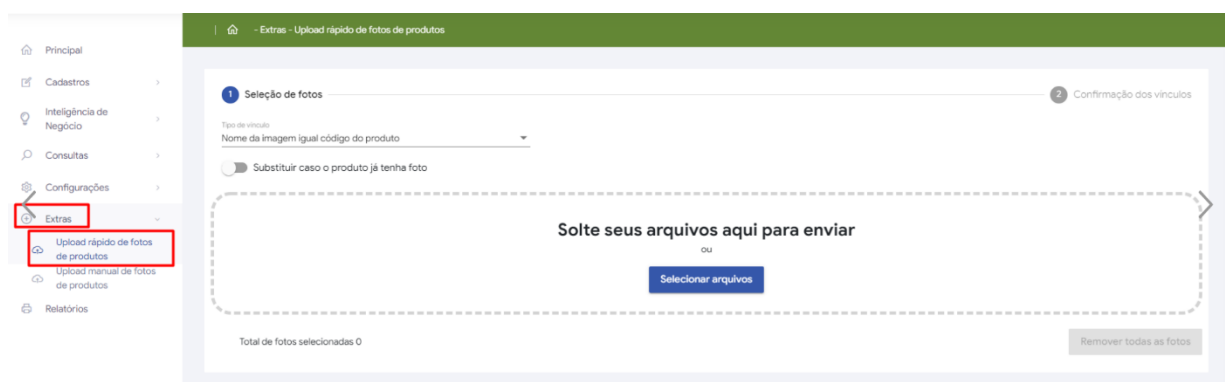 - Extras - Upload rápido de fotos de produtos
Principal
Cadastros
Inteligência de
Negócio
Consultas
Configurações
Extras
Upload rápido de fotos
de produtos
Upload manual de fotos
de produtos
Relatórios
1 Seleção de fotos
2 Confirmação dos vínculos
Tipo de vínculo
Nome da imagem igual código do produto
Substituir caso o produto já tenha foto
Solte seus arquivos aqui para enviar
ou
Selecionar arquivos
Total de fotos selecionadas 0
Remover todas as fotos